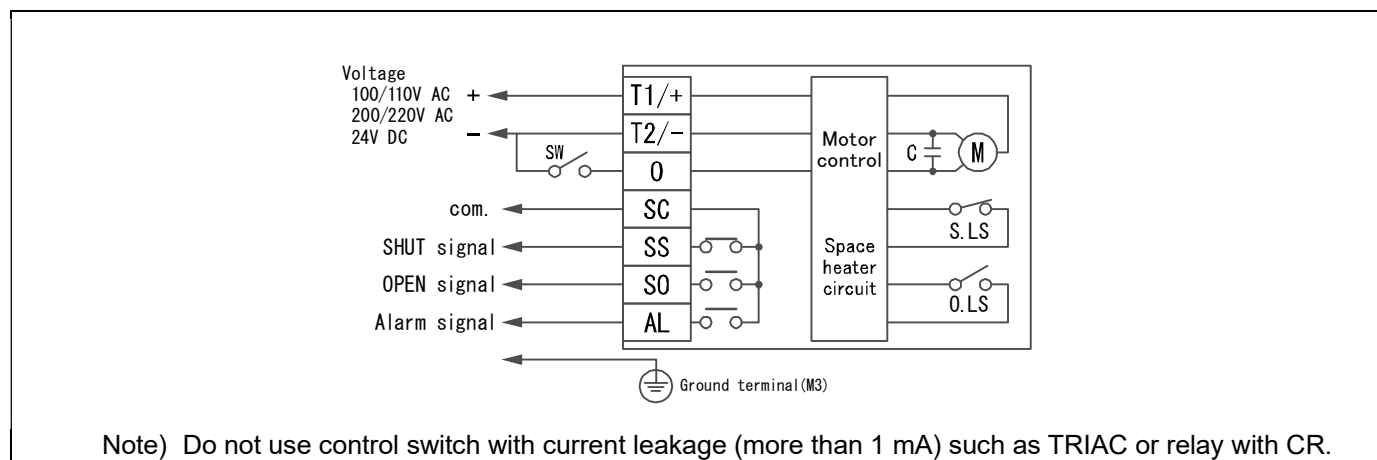 Voltage
100/110V AC +
200/220V AC
24V DC −
SW
T1/+
T2/−
O
SC
SS
SO
AL
com.
SHUT signal
OPEN signal
Alarm signal
Motor
control
Space
heater
circuit
C
M
S.LS
O.LS
Ground terminal(M3)
Note) Do not use control switch with current leakage (more than 1 mA) such as TRIAC or relay with CR.